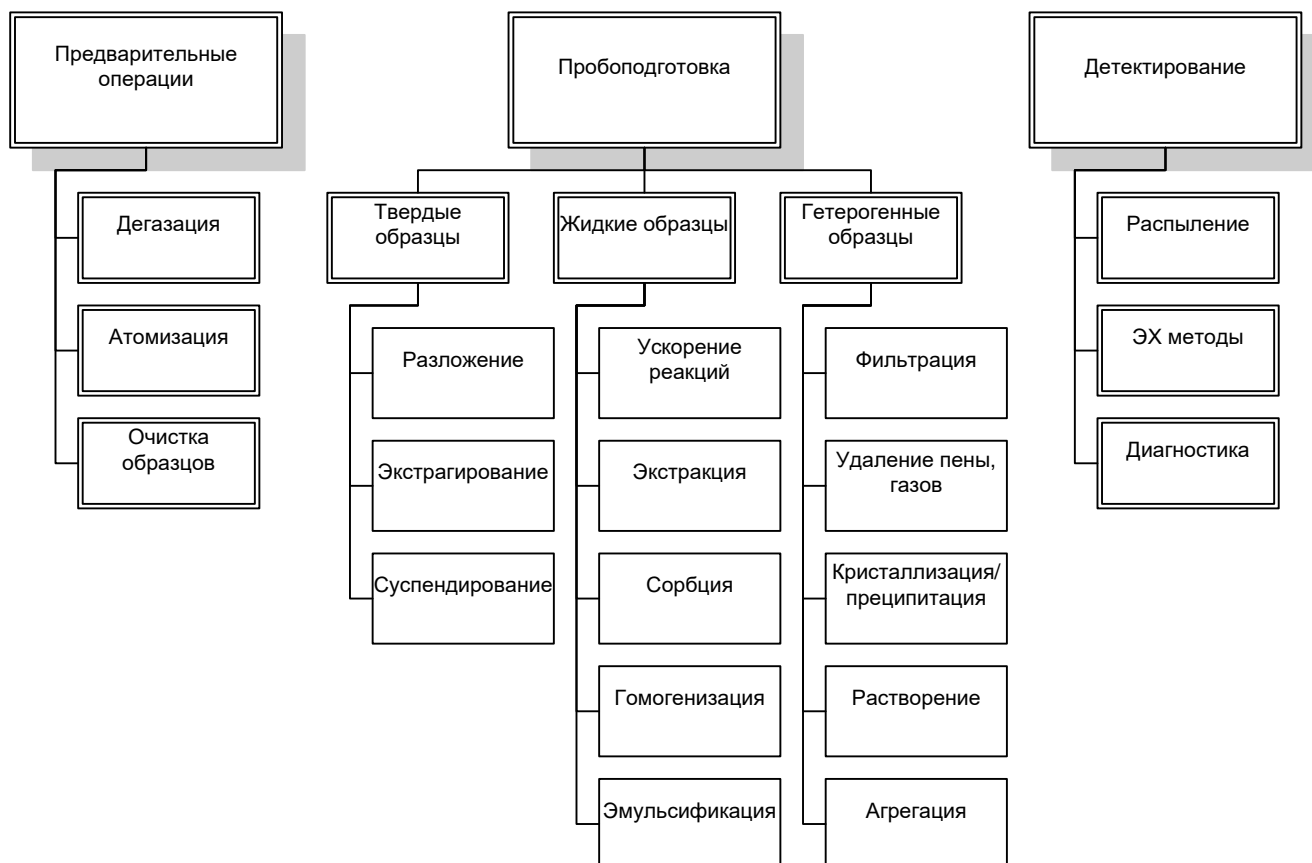 Предварительные
операции
Пробоподготовка
Детектирование
Дегазация
Атомизация
Очистка
образцов
Твердые
образцы
Жидкие образцы
Гетерогенные
образцы
Разложение
Экстрагирование
Суспендирование
Ускорение
реакций
Экстракция
Сорбция
Гомогенизация
Эмульсификация
Фильтрация
Удаление пены,
газов
Кристаллизация/
преципитация
Растворение
Агрегация
Распыление
ЭХ методы
Диагностика